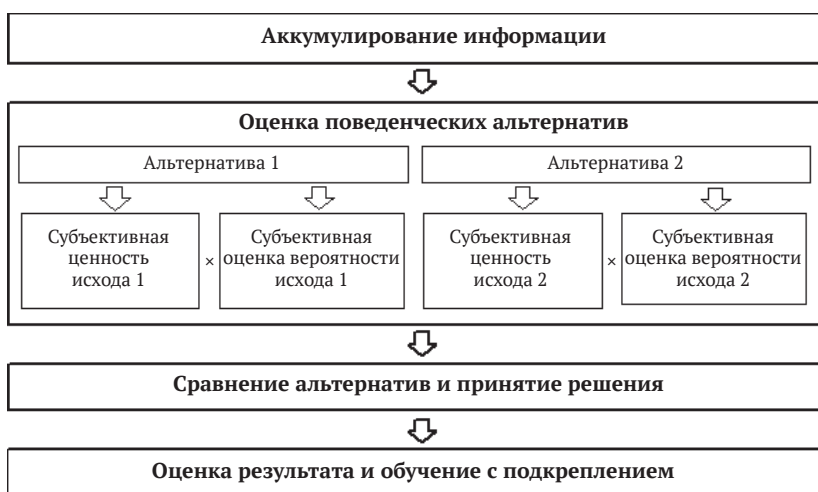 Аккумулирование информации
Оценка поведенческих альтернатив
Альтернатива 1
Альтернатива 2
Субъективная
ценность
исхода 1
×
Субъективная
оценка вероятности
исхода 1
Субъективная
ценность
исхода 2
×
Субъективная
оценка вероятности
исхода 2
Сравнение альтернатив и принятие решения
Оценка результата и обучение с подкреплением